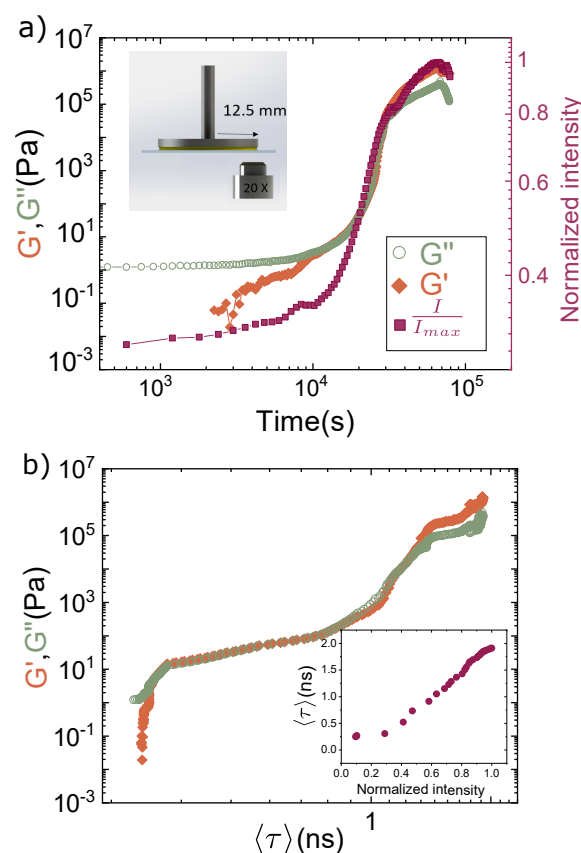 a)
G',G''(Pa)
10^7
10^5
10^3
10^1
10^-1
10^-3
12.5 mm
20 X
G''
G'
I/I_max
1
0.8
0.6
0.4
Normalized intensity
10^3
10^4
10^5
Time(s)
b)
G',G''(Pa)
10^7
10^5
10^3
10^1
10^-1
10^-3
⟨τ⟩(ns)
2.0
1.5
1.0
0.5
0.0
0.0 0.2 0.4 0.6 0.8 1.0
Normalized intensity
1
⟨τ⟩(ns)